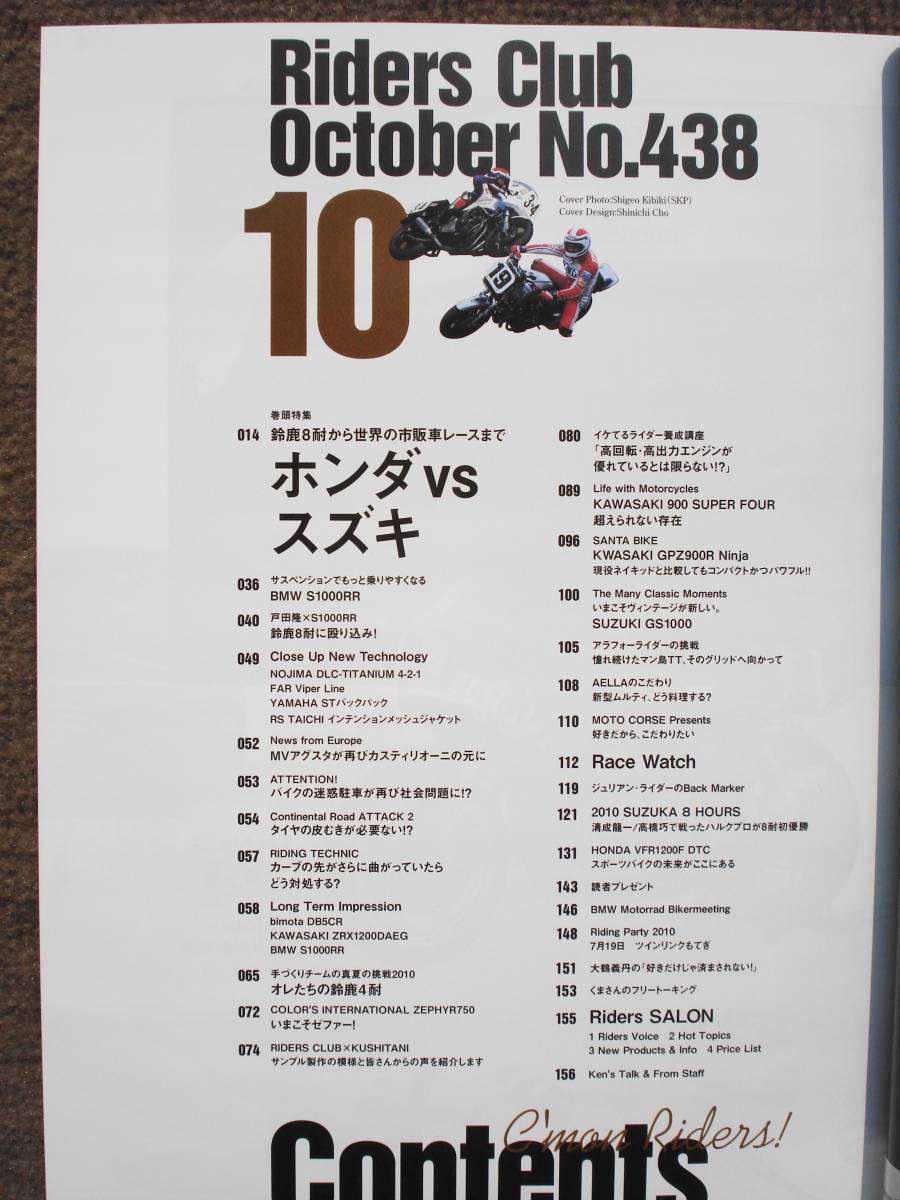 Riders Club
October No.438
10
34
19
Cover Photo:Shigeo Kibiki(SKP)
Cover Design:Shinichi Cho
巻頭特集
014 鈴鹿8耐から世界の市販車レースまで
ホンダvs
スズキ
036 サスペンションでもっと乗りやすくなる
BMW S1000RR
040 戸田隆×S1000RR
鈴鹿8耐に殴り込み!
049 Close Up New Technology
NOJIMA DLC-TITANIUM 4-2-1
FAR Viper Line
YAMAHA STバックパック
RS TAICHI インテンションメッシュジャケット
052 News from Europe
MVアグスタが再びカスティリオーニの元に
053 ATTENTION!
バイクの迷惑駐車が再び社会問題に!?
054 Continental Road ATTACK 2
タイヤの皮むきが必要ない!?
057 RIDING TECHNIC
カーブの先がさらに曲がっていたら
どう対処する?
058 Long Term Impression
bimota DB5CR
KAWASAKI ZRX1200DAEG
BMW S1000RR
065 手づくりチームの真夏の挑戦2010
オレたちの鈴鹿4耐
072 COLOR'S INTERNATIONAL ZEPHYR750
いまこそゼファー!
074 RIDERS CLUB×KUSHITANI
サンプル製作の模様と皆さんからの声を紹介します
080 イケてるライダー養成講座
「高回転・高出力エンジンが
優れているとは限らない!?」
089 Life with Motorcycles
KAWASAKI 900 SUPER FOUR
超えられない存在
096 SANTA BIKE
KWASAKI GPZ900R Ninja
現役ネイキッドと比較してもコンパクトかつパワフル!!
100 The Many Classic Moments
いまこそヴィンテージが新しい。
SUZUKI GS1000
105 アラフォーライダーの挑戦
憧れ続けたマン島TT、そのグリッドへ向かって
108 AELLAのこだわり
新型ムルティ、どう料理する?
110 MOTO CORSE Presents
好きだから、こだわりたい
112 Race Watch
119 ジュリアン・ライダーのBack Marker
121 2010 SUZUKA 8 HOURS
清成龍一/高橋巧で戦ったハルクプロが8耐初優勝
131 HONDA VFR1200F DTC
スポーツバイクの未来がここにある
143 読者プレゼント
146 BMW Motorrad Bikermeeting
148 Riding Party 2010
7月19日 ツインリンクもてぎ
151 大鶴義丹の「好きだけじゃ済まされない!」
153 くまさんのフリートーキング
155 Riders SALON
1 Riders Voice 2 Hot Topics
3 New Products & Info 4 Price List
156 Ken's Talk & From Staff
C'mon Riders!
Contents